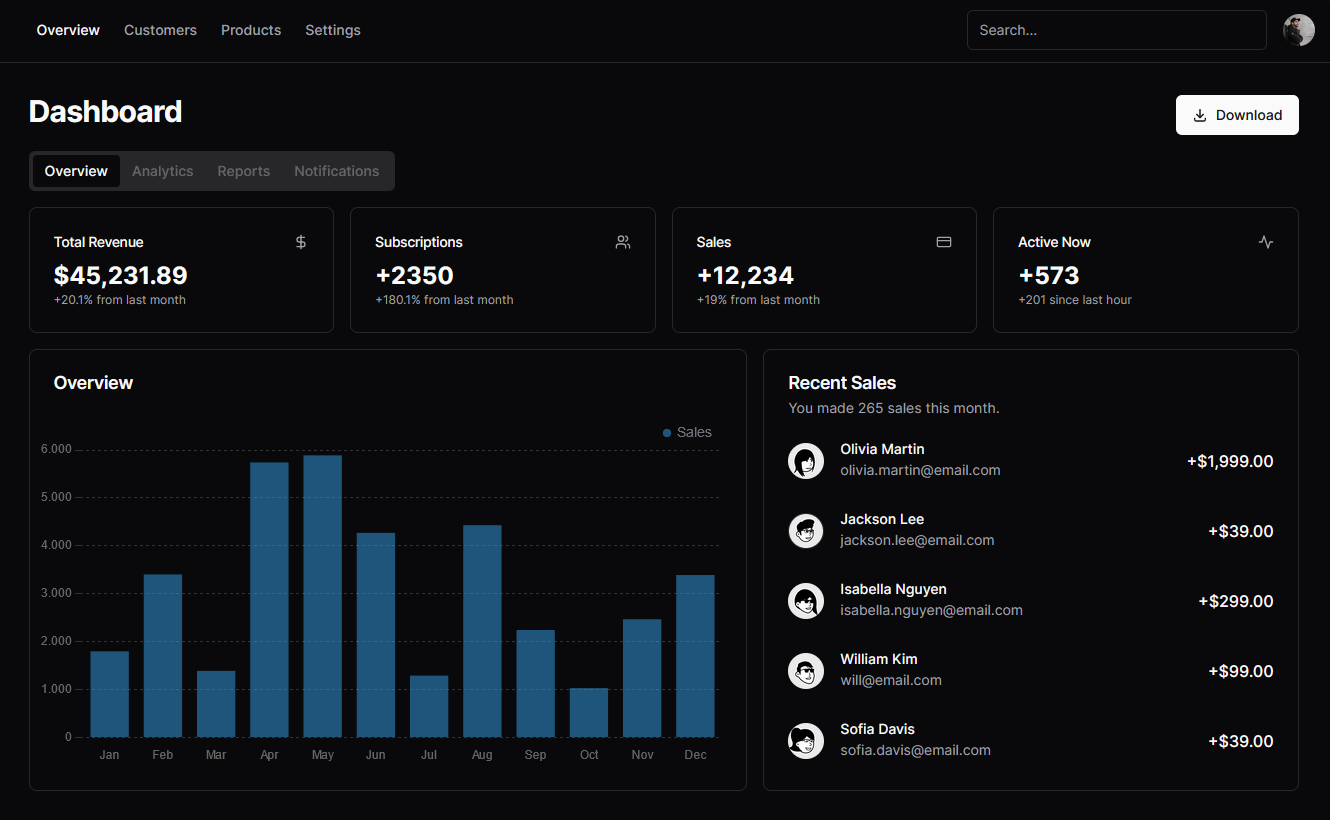 Overview Customers Products Settings Search...
Dashboard
Download
Overview Analytics Reports Notifications
Total Revenue
$45,231.89
+20.1% from last month
Subscriptions
+2350
+180.1% from last month
Sales
+12,234
+19% from last month
Active Now
+573
+201 since last hour
Overview
Sales
6.000
5.000
4.000
3.000
2.000
1.000
0
Jan Feb Mar Apr May Jun Jul Aug Sep Oct Nov Dec
Recent Sales
You made 265 sales this month.
Olivia Martin
olivia.martin@email.com
+$1,999.00
Jackson Lee
jackson.lee@email.com
+$39.00
Isabella Nguyen
isabella.nguyen@email.com
+$299.00
William Kim
will@email.com
+$99.00
Sofia Davis
sofia.davis@email.com
+$39.00